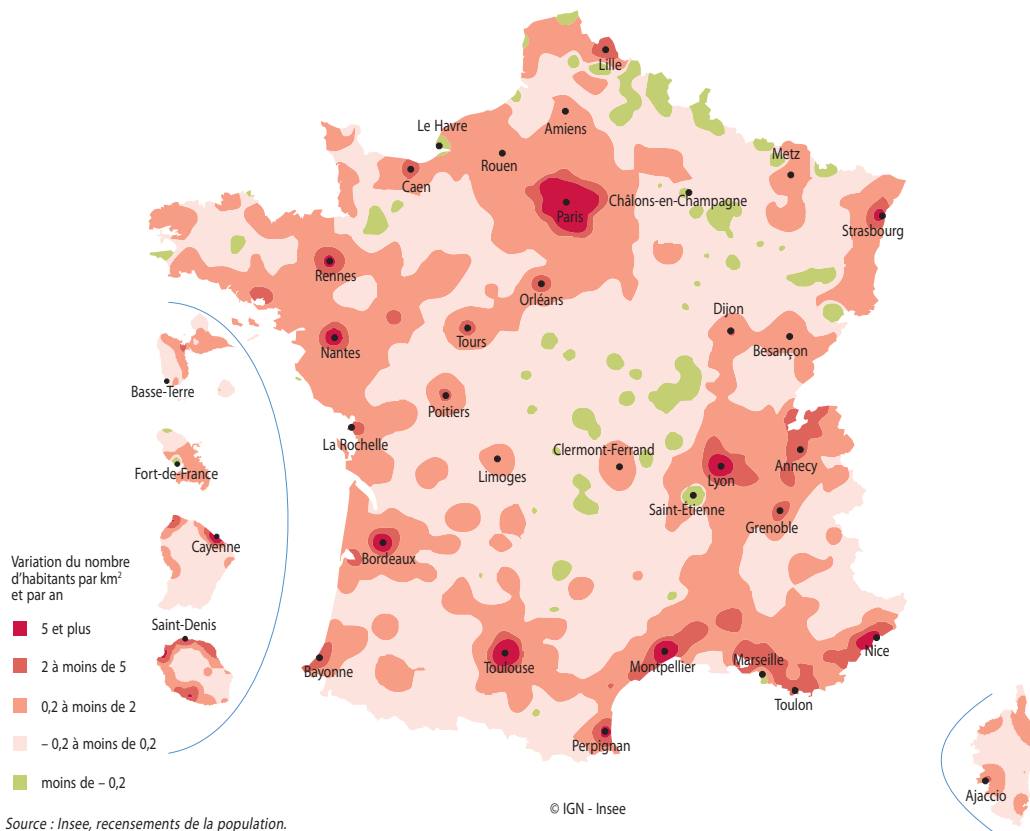 Lille
Amiens
Le Havre
Rouen
Caen
Metz
Châlons-en-Champagne
Paris
Strasbourg
Rennes
Orléans
Dijon
Nantes
Tours
Besançon
Basse-Terre
Poitiers
La Rochelle
Fort-de-France
Limoges
Clermont-Ferrand
Lyon
Annecy
Saint-Étienne
Grenoble
Cayenne
Bordeaux
Variation du nombre
d'habitants par km²
et par an
Saint-Denis
5 et plus
2 à moins de 5
0,2 à moins de 2
– 0,2 à moins de 0,2
moins de – 0,2
Bayonne
Toulouse
Montpellier
Marseille
Nice
Toulon
Perpignan
Ajaccio
© IGN - Insee
Source : Insee, recensements de la population.